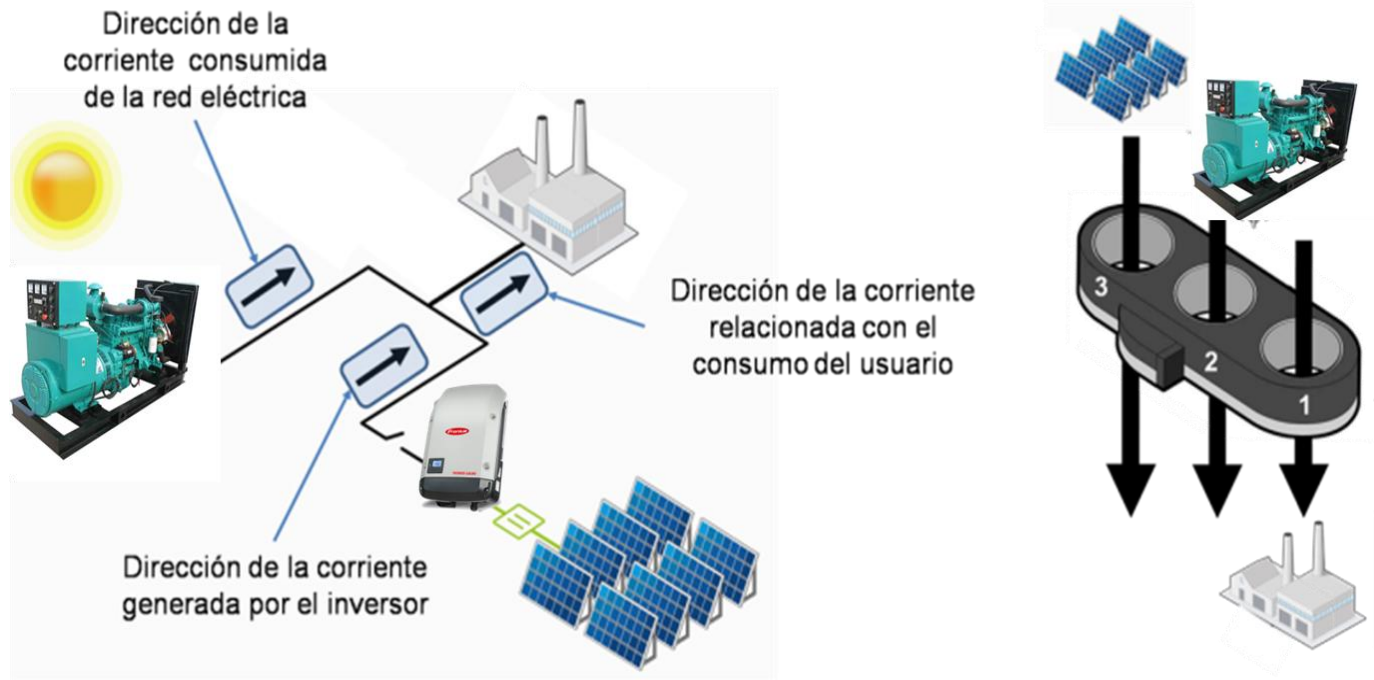 Dirección de la
corriente consumida
de la red eléctrica
Dirección de la corriente
relacionada con el
consumo del usuario
Dirección de la corriente
generada por el inversor
3
2
1